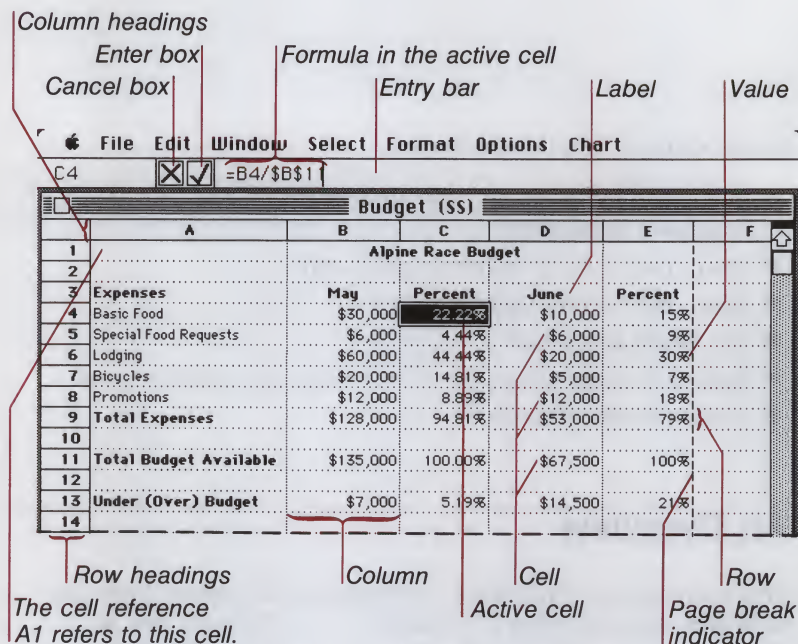 Column headings
Enter box Formula in the active cell
Cancel box Entry bar Label Value
File Edit Window Select Format Options Chart
C4 =B4/$B$11
Budget (SS)
A B C D E F
1 Alpine Race Budget
2
3 Expenses May Percent June Percent
4 Basic Food $30,000 22.22% $10,000 15%
5 Special Food Requests $6,000 4.44% $6,000 9%
6 Lodging $60,000 44.44% $20,000 30%
7 Bicycles $20,000 14.81% $5,000 7%
8 Promotions $12,000 8.89% $12,000 18%
9 Total Expenses $128,000 94.81% $53,000 79%
10
11 Total Budget Available $135,000 100.00% $67,500 100%
12
13 Under (Over) Budget $7,000 5.19% $14,500 21%
14
Row headings Column Cell Row
The cell reference Active cell Page break
A1 refers to this cell. indicator